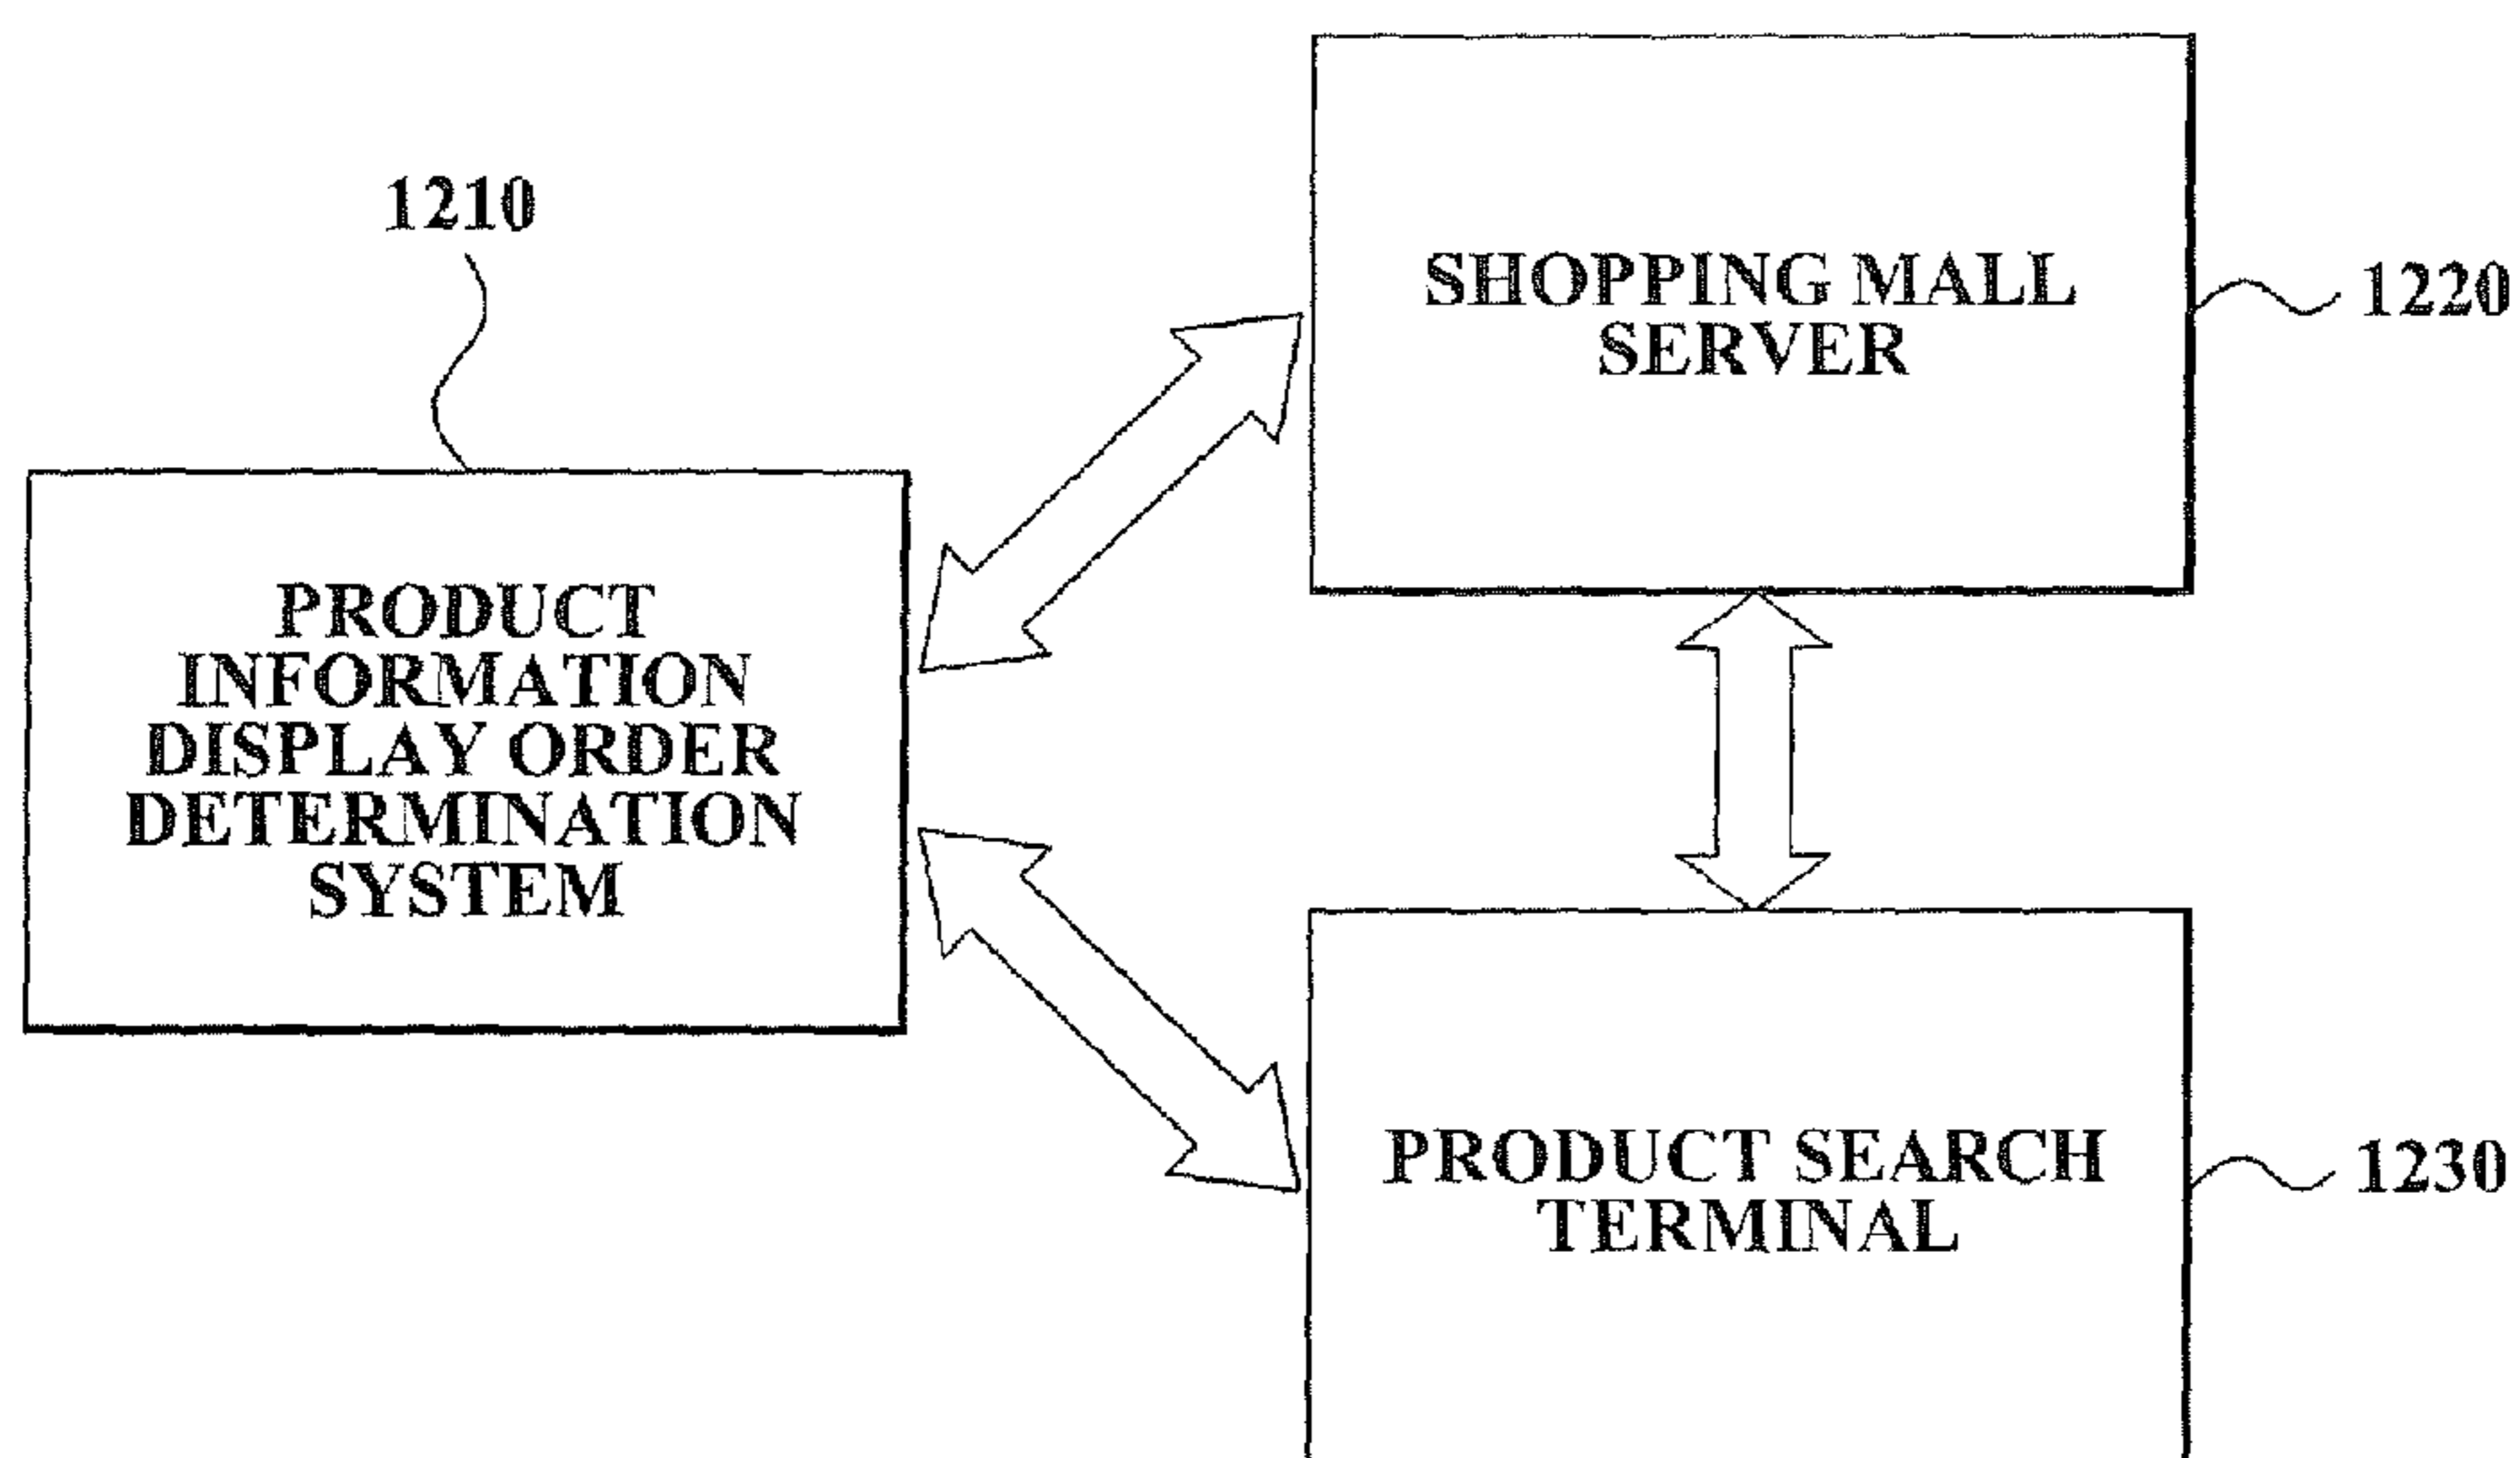 1210
PRODUCT
INFORMATION
DISPLAY ORDER
DETERMINATION
SYSTEM
SHOPPING MALL
SERVER
1220
PRODUCT SEARCH
TERMINAL
1230